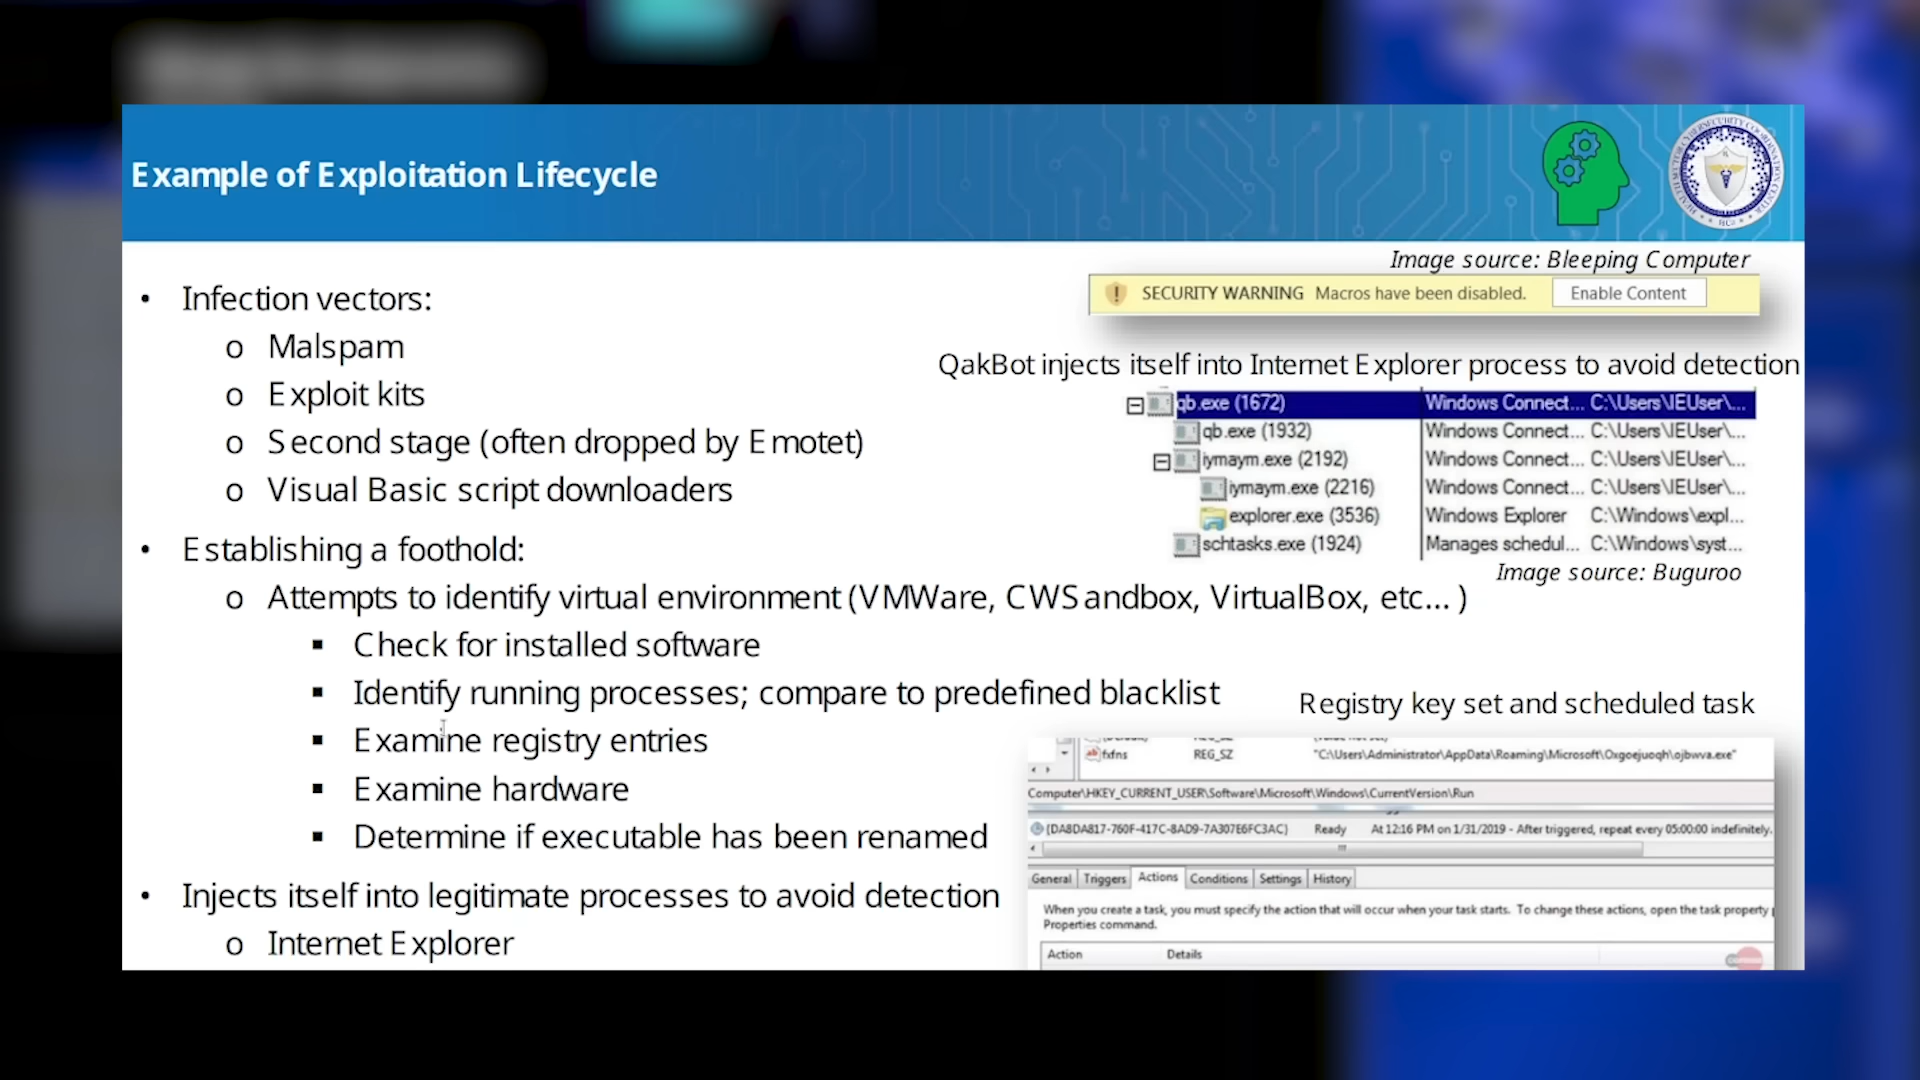 Example of Exploitation Lifecycle
HEALTH SECTOR CYBERSECURITY COORDINATION CENTER
HC3
Image source: Bleeping Computer
SECURITY WARNING Macros have been disabled. Enable Content
• Infection vectors:
o Malspam
o Exploit kits
o Second stage (often dropped by Emotet)
o Visual Basic script downloaders
QakBot injects itself into Internet Explorer process to avoid detection
qb.exe (1672) Windows Connect... C:\Users\IEUser\...
qb.exe (1932) Windows Connect... C:\Users\IEUser\...
iymaym.exe (2192) Windows Connect... C:\Users\IEUser\...
iymaym.exe (2216) Windows Connect... C:\Users\IEUser\...
explorer.exe (3536) Windows Explorer C:\Windows\expl...
schtasks.exe (1924) Manages schedul... C:\Windows\syst...
Image source: Buguroo
• Establishing a foothold:
o Attempts to identify virtual environment (VMWare, CWSandbox, VirtualBox, etc... )
▪ Check for installed software
▪ Identify running processes; compare to predefined blacklist
▪ Examine registry entries
▪ Examine hardware
▪ Determine if executable has been renamed
• Injects itself into legitimate processes to avoid detection
o Internet Explorer
Registry key set and scheduled task
fxfns REG_SZ "C:\Users\Administrator\AppData\Roaming\Microsoft\Oxgoejuoqh\ojbwva.exe"
Computer\HKEY_CURRENT_USER\Software\Microsoft\Windows\CurrentVersion\Run
{DA8DA817-760F-417C-8AD9-7A307E6FC3AC} Ready At 12:16 PM on 1/31/2019 - After triggered, repeat every 05:00:00 indefinitely.
General Triggers Actions Conditions Settings History
When you create a task, you must specify the action that will occur when your task starts. To change these actions, open the task property
Properties command.
Action Details